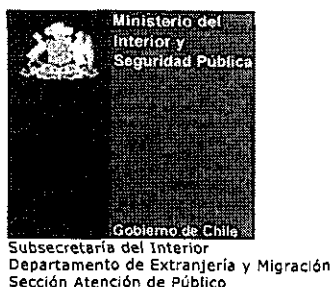 Ministerio del
Interior y
Seguridad Pública
Gobierno de Chile
Subsecretaría del Interior
Departamento de Extranjería y Migración
Sección Atención de Público